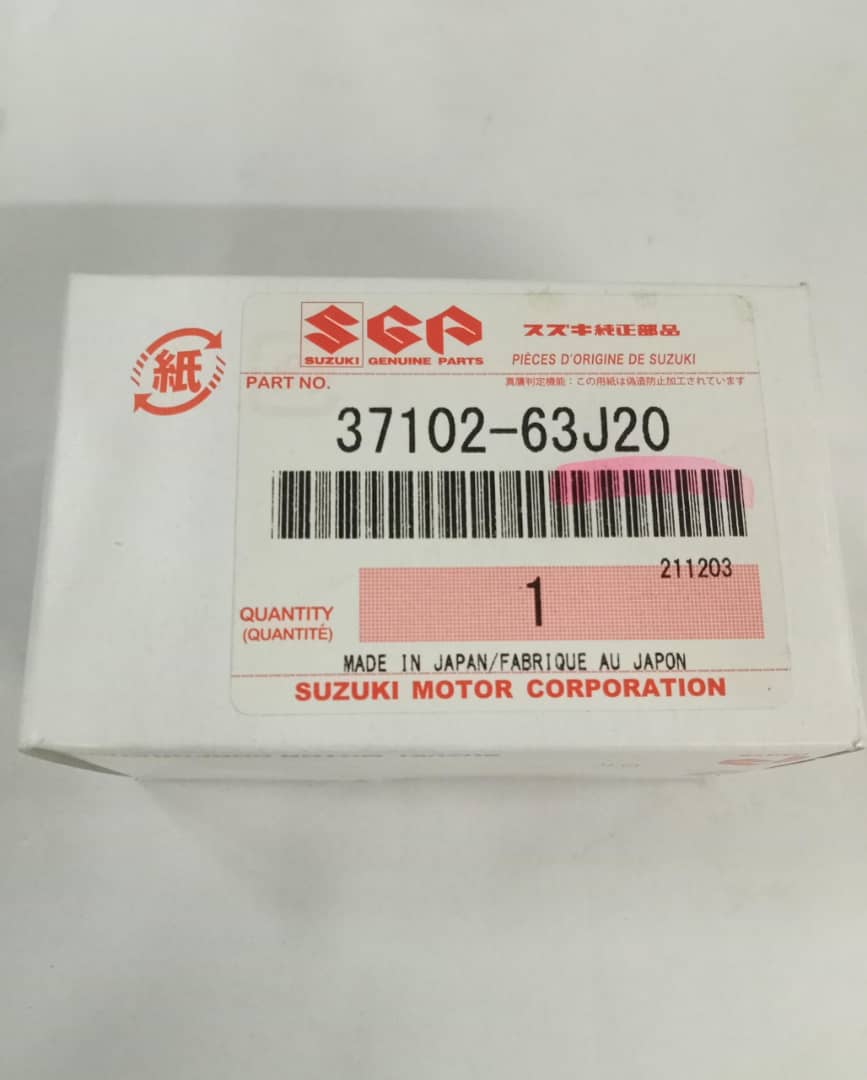 紙
SGP
SUZUKI GENUINE PARTS
スズキ純正部品
PIÈCES D'ORIGINE DE SUZUKI
PART NO.
真贋判定機能:この用紙は偽造防止加工されています
37102-63J20
211203
QUANTITY
(QUANTITÉ)
1
MADE IN JAPAN/FABRIQUE AU JAPON
SUZUKI MOTOR CORPORATION